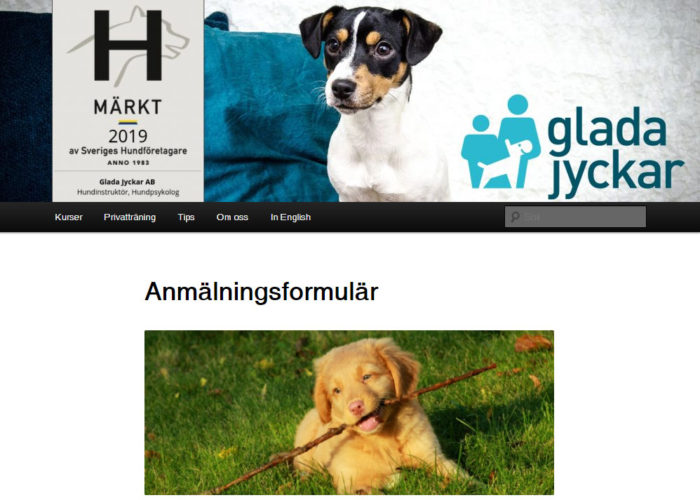 H
MÄRKT
2019
av Sveriges Hundföretagare
ANNO 1983
Glada Jyckar AB
Hundinstruktör, Hundpsykolog
glada
jyckar
Kurser Privatträning Tips Om oss In English
Sök
Anmälningsformulär